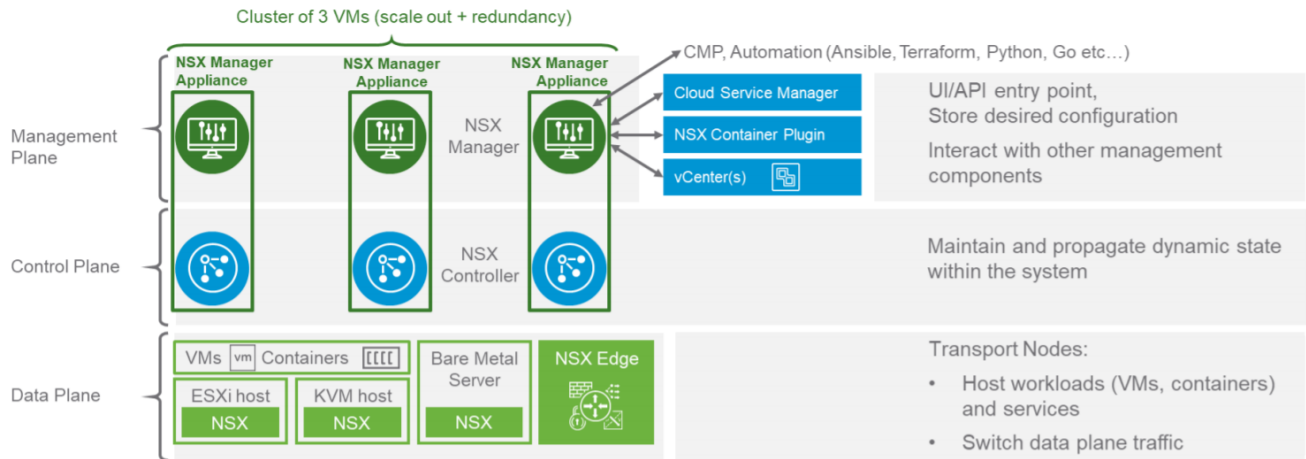 Cluster of 3 VMs (scale out + redundancy)
NSX Manager
Appliance
NSX Manager
Appliance
NSX Manager
Appliance
CMP, Automation (Ansible, Terraform, Python, Go etc…)
Management
Plane
NSX
Manager
Cloud Service Manager
NSX Container Plugin
vCenter(s)
UI/API entry point,
Store desired configuration
Interact with other management
components
Control Plane
NSX
Controller
Maintain and propagate dynamic state
within the system
Data Plane
VMs
vm
Containers
ESXi host
NSX
KVM host
NSX
Bare Metal
Server
NSX
NSX Edge
Transport Nodes:
• Host workloads (VMs, containers)
and services
• Switch data plane traffic